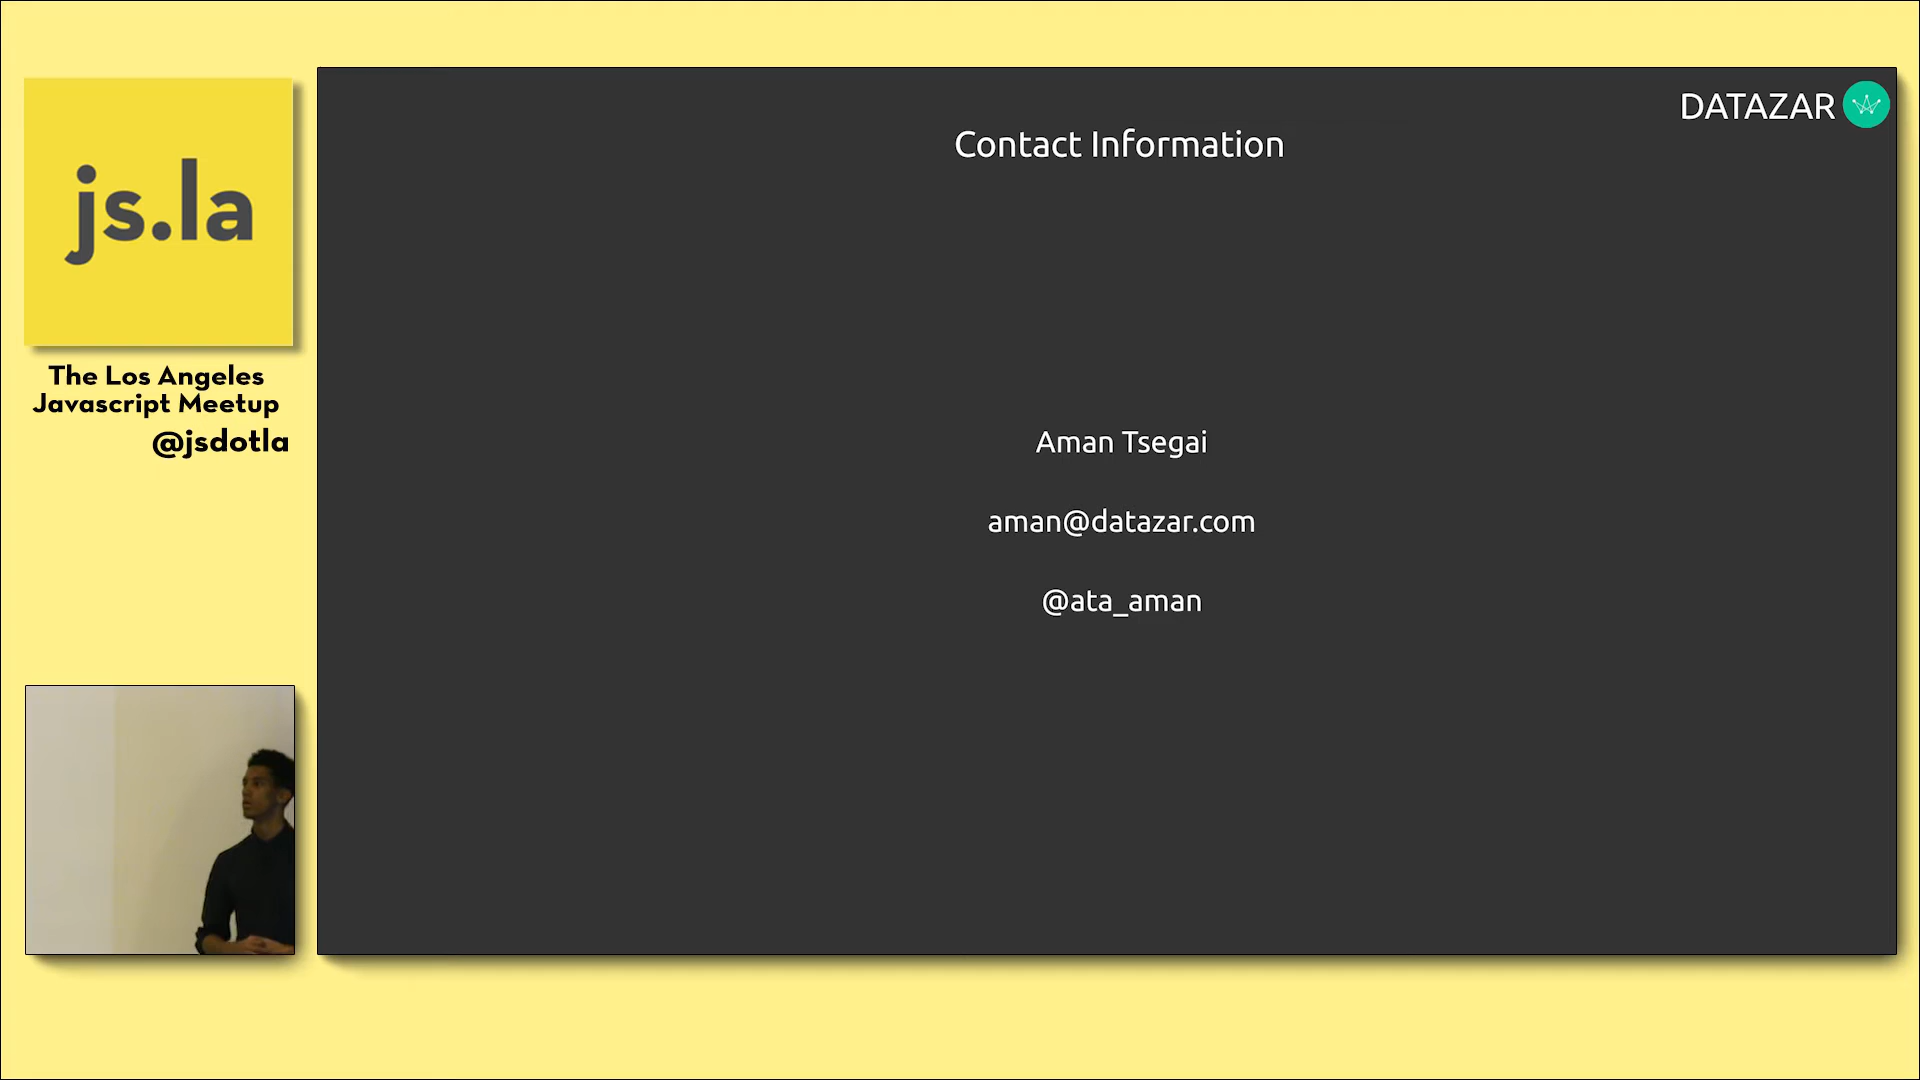 js.la
The Los Angeles
Javascript Meetup
@jsdotla
DATAZAR
Contact Information
Aman Tsegai
aman@datazar.com
@ata_aman